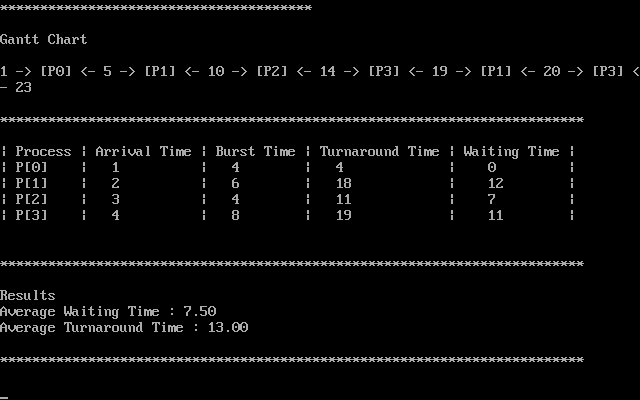 ***************************************
Gantt Chart
1 -> [P0] <- 5 -> [P1] <- 10 -> [P2] <- 14 -> [P3] <- 19 -> [P1] <- 20 -> [P3] <
- 23
*************************************************************************
¦ Process ¦ Arrival Time ¦ Burst Time ¦ Turnaround Time ¦ Waiting Time ¦
¦ P[0] ¦ 1 ¦ 4 ¦ 4 ¦ 0 ¦
¦ P[1] ¦ 2 ¦ 6 ¦ 18 ¦ 12 ¦
¦ P[2] ¦ 3 ¦ 4 ¦ 11 ¦ 7 ¦
¦ P[3] ¦ 4 ¦ 8 ¦ 19 ¦ 11 ¦
*************************************************************************
Results
Average Waiting Time : 7.50
Average Turnaround Time : 13.00
*************************************************************************